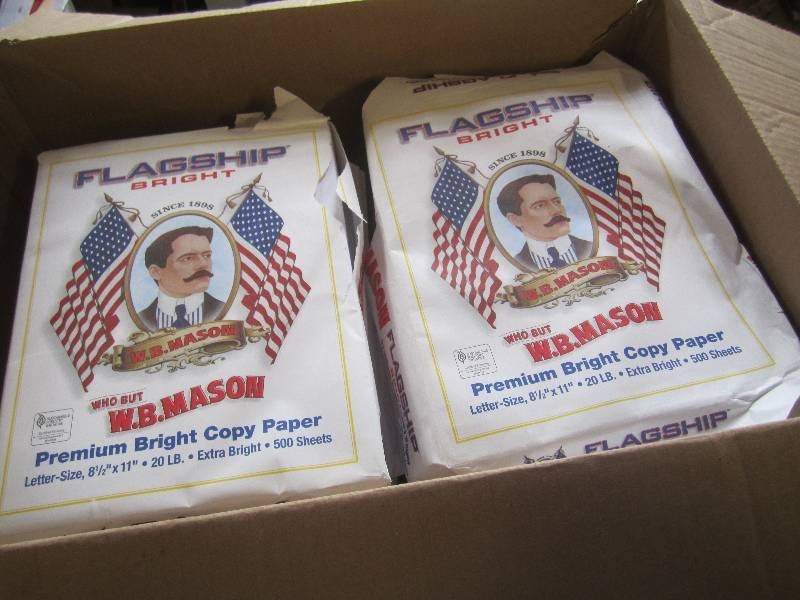 FLAGSHIP
BRIGHT
SINCE 1898
W.B. MASON
WHO BUT
W.B. MASON
Premium Bright Copy Paper
Letter-Size, 8½" x 11" • 20 LB. • Extra Bright • 500 Sheets
FLAGSHIP
BRIGHT
SINCE 1898
W.B. MASON
WHO BUT
W.B. MASON
Premium Bright Copy Paper
Letter-Size, 8½" x 11" • 20 LB. • Extra Bright • 500 Sheets
FLAGSHIP
MASON
FLAGSHIP